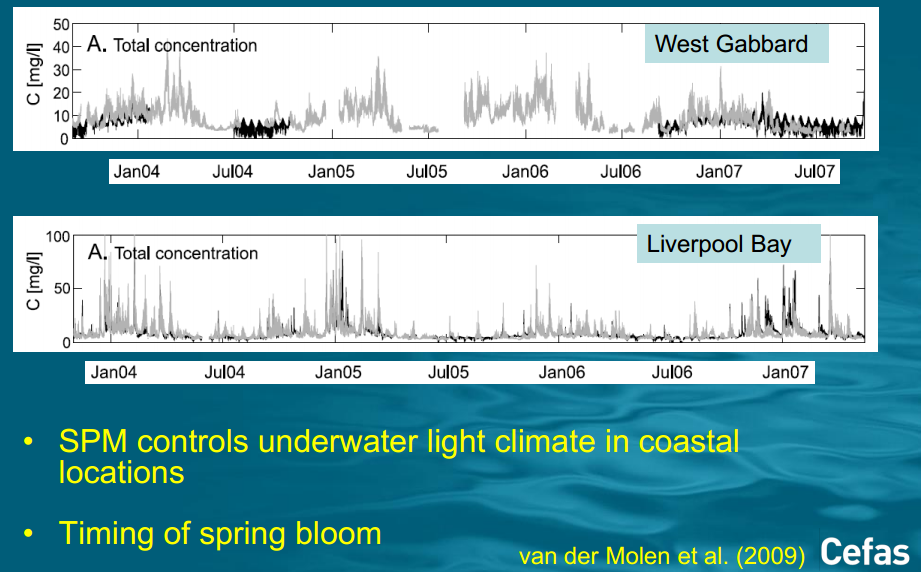 A. Total concentration
West Gabbard
C [mg/l]
50
40
30
20
10
0
Jan04 Jul04 Jan05 Jul05 Jan06 Jul06 Jan07 Jul07
A. Total concentration
Liverpool Bay
C [mg/l]
100
50
0
Jan04 Jul04 Jan05 Jul05 Jan06 Jul06 Jan07
• SPM controls underwater light climate in coastal
locations
• Timing of spring bloom
van der Molen et al. (2009)
Cefas